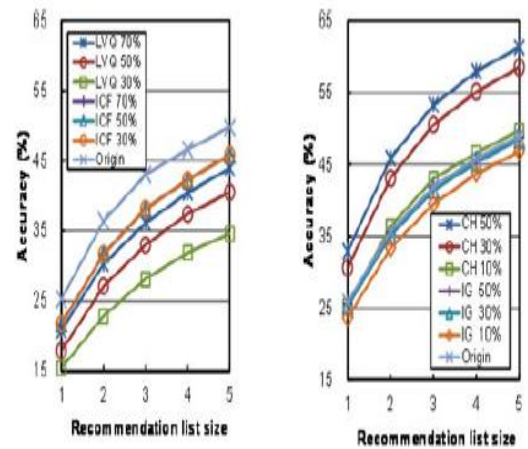 Accuracy (%)
65
55
45
35
25
15
LVQ 70%
LVQ 50%
LVQ 30%
ICF 70%
ICF 50%
ICF 30%
Origin
1 2 3 4 5
Recommendation list size
Accuracy (%)
65
55
45
35
25
15
CH 50%
CH 30%
CH 10%
IG 50%
IG 30%
IG 10%
Origin
1 2 3 4 5
Recommendation list size